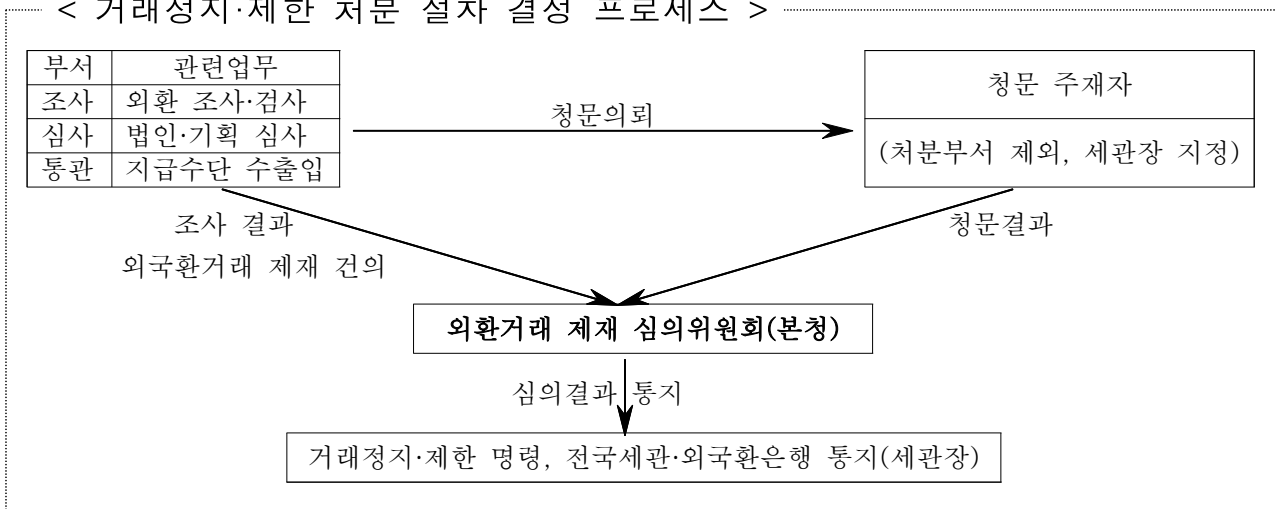 < 거래정지·제한 처분 절차 결정 프로세스 >
부서 관련업무
조사 외환 조사·검사
심사 법인·기획 심사
통관 지급수단 수출입
청문의뢰
청문 주재자
(처분부서 제외, 세관장 지정)
조사 결과
외국환거래 제재 건의
청문결과
외환거래 제재 심의위원회(본청)
심의결과 통지
거래정지·제한 명령, 전국세관·외국환은행 통지(세관장)